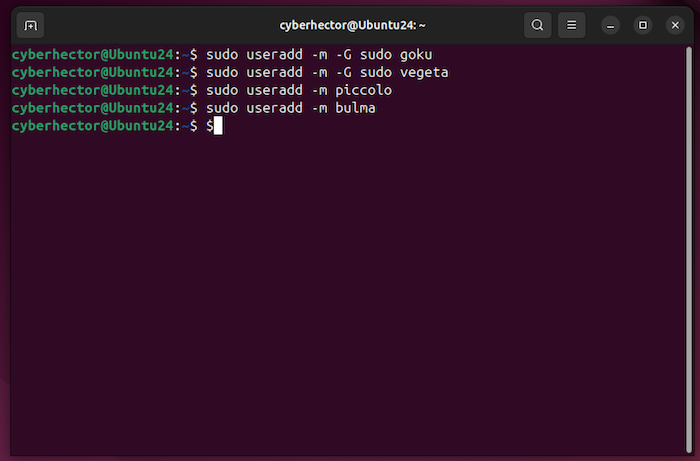 cyberhector@Ubuntu24: ~
cyberhector@Ubuntu24:~$ sudo useradd -m -G sudo goku
cyberhector@Ubuntu24:~$ sudo useradd -m -G sudo vegeta
cyberhector@Ubuntu24:~$ sudo useradd -m piccolo
cyberhector@Ubuntu24:~$ sudo useradd -m bulma
cyberhector@Ubuntu24:~$ $